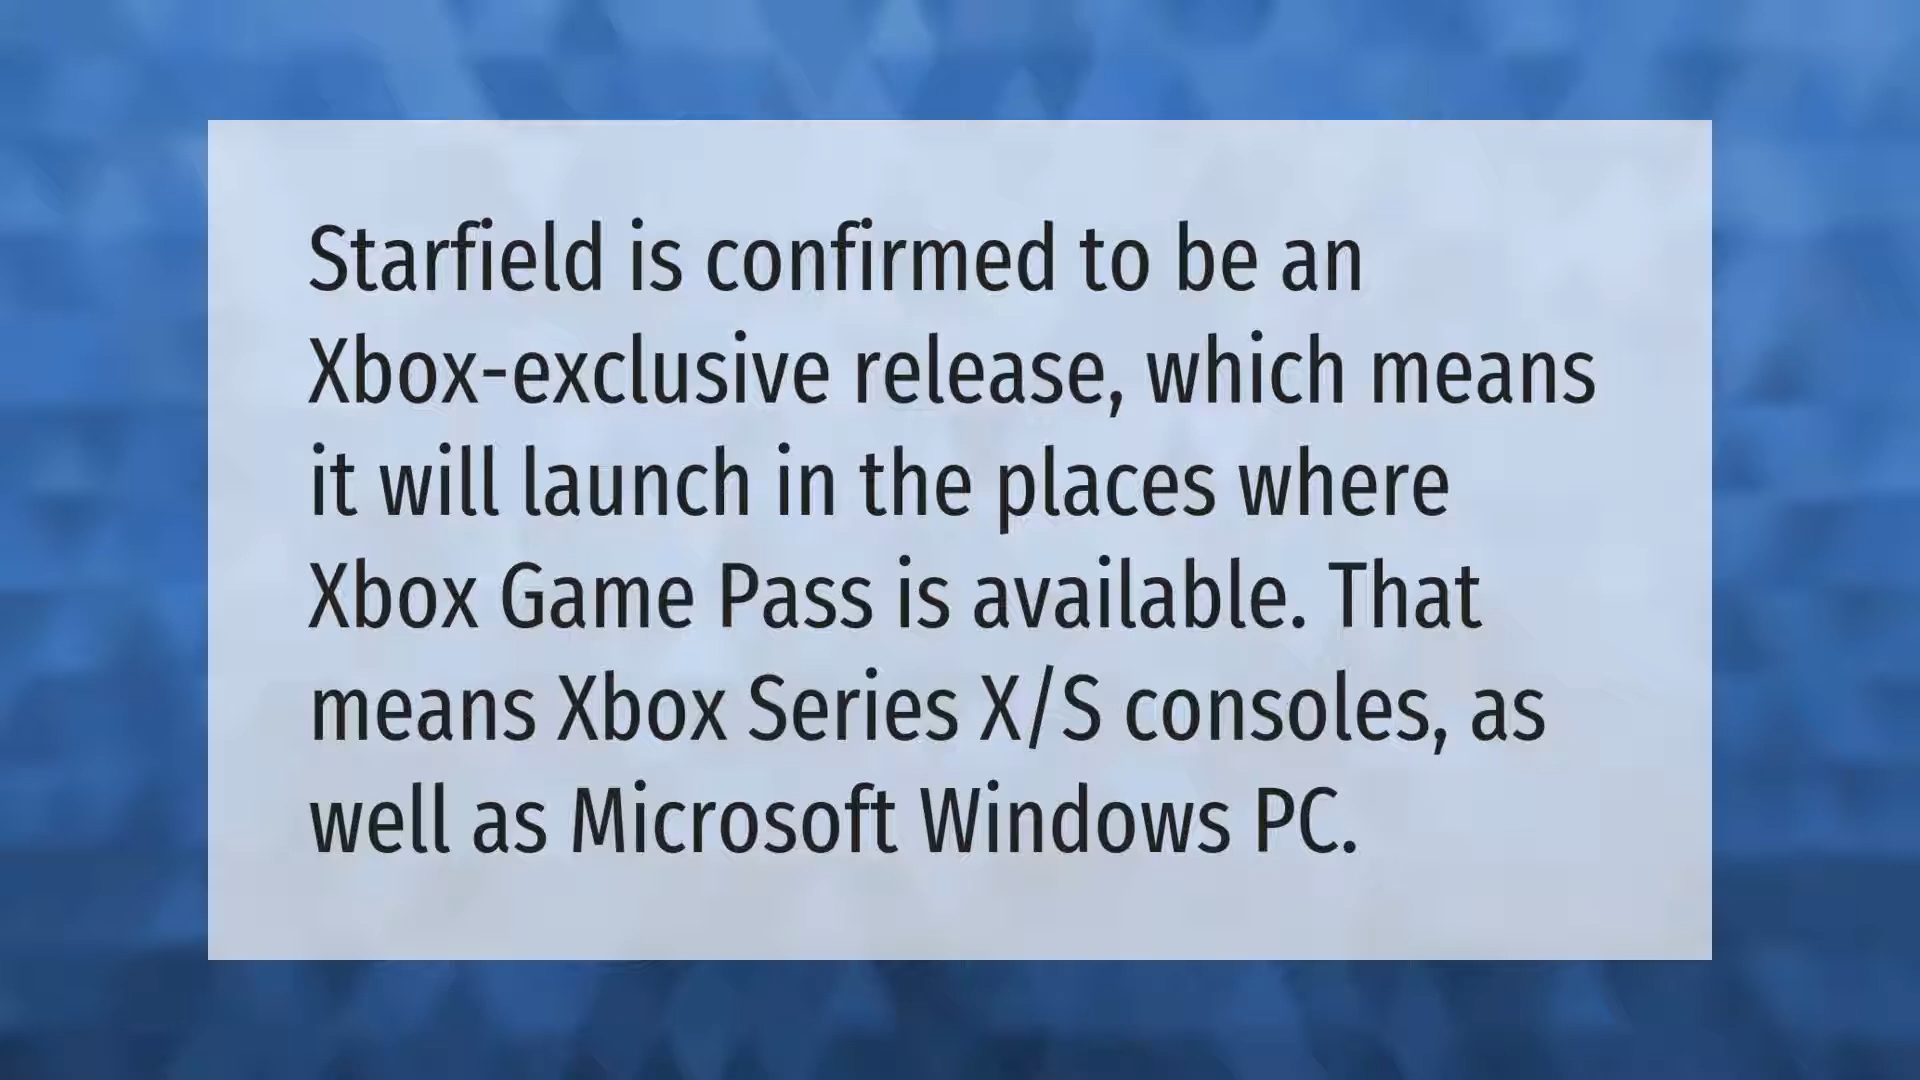 Starfield is confirmed to be an
Xbox-exclusive release, which means
it will launch in the places where
Xbox Game Pass is available. That
means Xbox Series X/S consoles, as
well as Microsoft Windows PC.